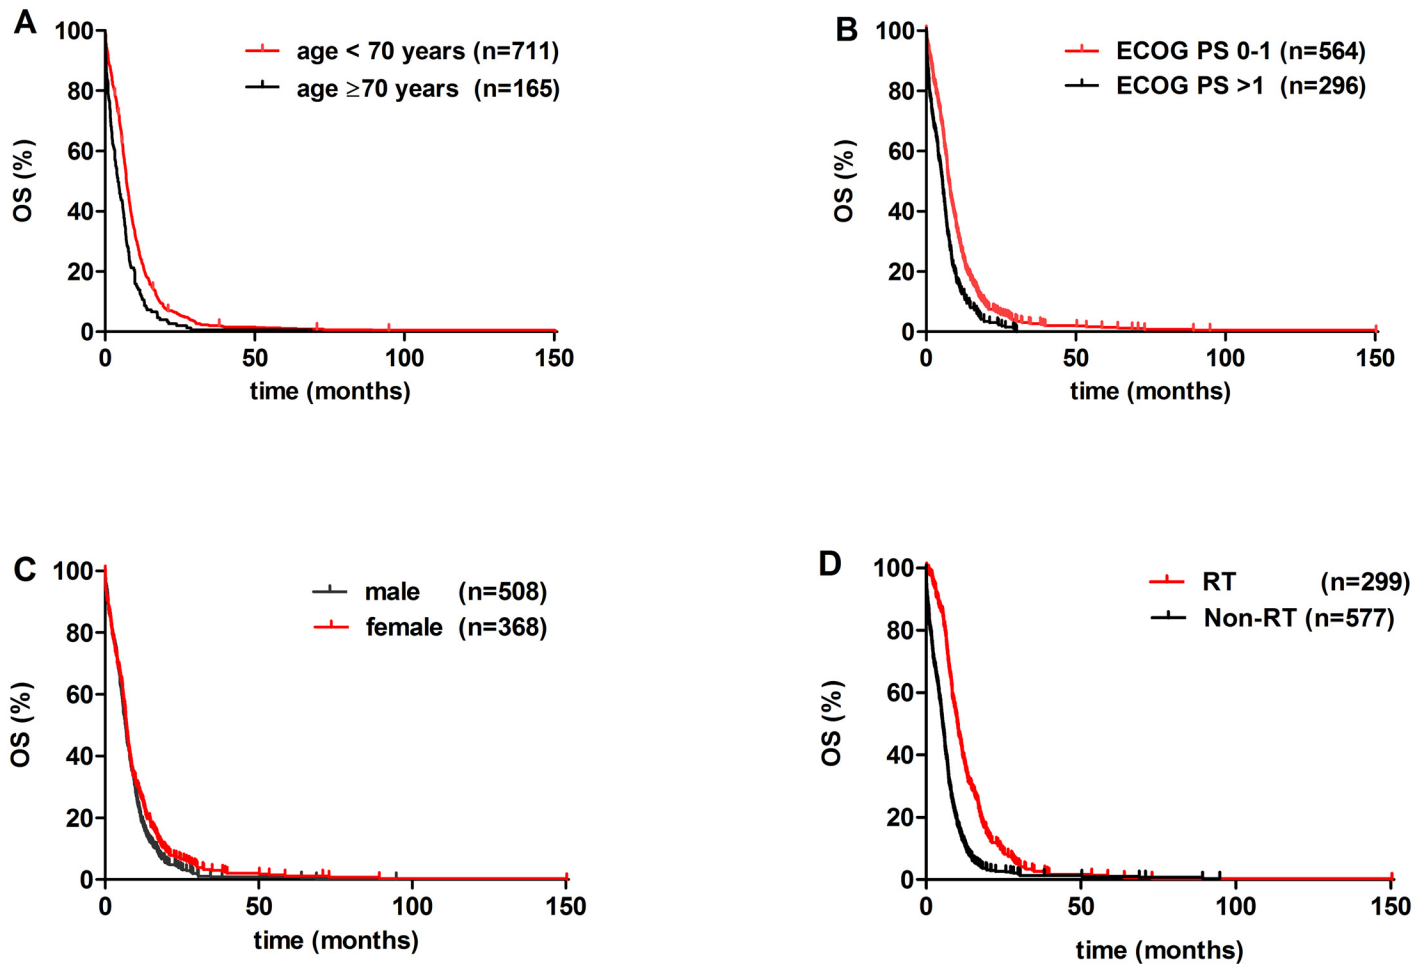 A
100
80
60
40
20
0
OS (%)
age < 70 years (n=711)
age ≥70 years (n=165)
0 50 100 150
time (months)
B
100
80
60
40
20
0
OS (%)
ECOG PS 0-1 (n=564)
ECOG PS >1 (n=296)
0 50 100 150
time (months)
C
100
80
60
40
20
0
OS (%)
male (n=508)
female (n=368)
0 50 100 150
time (months)
D
100
80
60
40
20
0
OS (%)
RT (n=299)
Non-RT (n=577)
0 50 100 150
time (months)